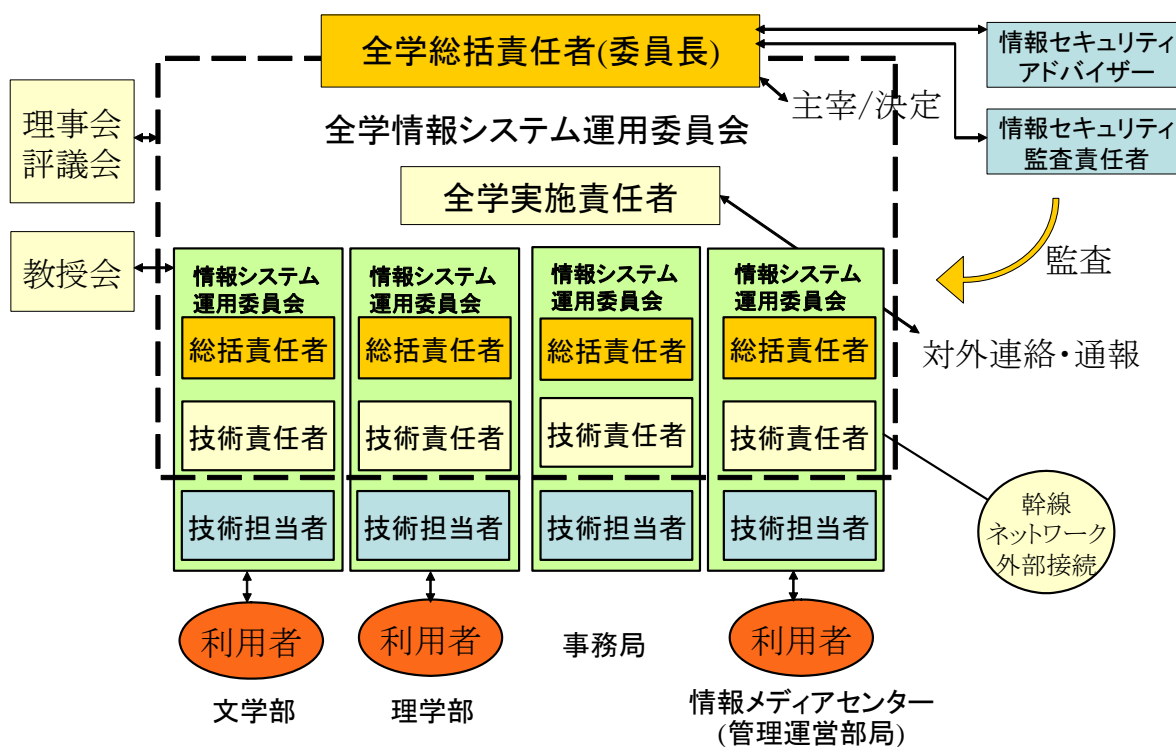 全学総括責任者(委員長)
情報セキュリティ
アドバイザー
理事会
評議会
主宰/決定
全学情報システム運用委員会
情報セキュリティ
監査責任者
全学実施責任者
教授会
監査
情報システム
運用委員会
総括責任者
技術責任者
技術担当者
利用者
文学部
情報システム
運用委員会
総括責任者
技術責任者
技術担当者
利用者
理学部
情報システム
運用委員会
総括責任者
技術責任者
技術担当者
事務局
情報システム
運用委員会
総括責任者
技術責任者
技術担当者
利用者
情報メディアセンター
(管理運営部局)
対外連絡・通報
幹線
ネットワーク
外部接続